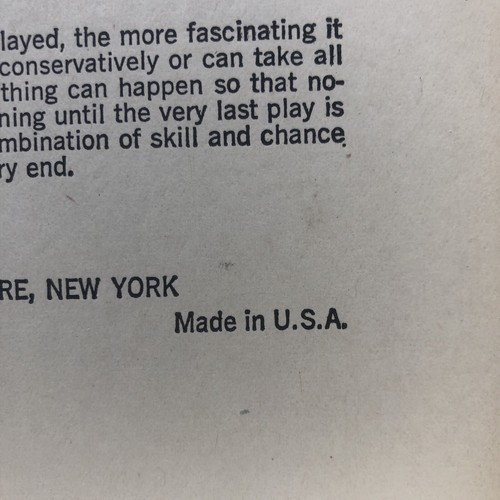 layed, the more fascinating it
conservatively or can take all
thing can happen so that no-
ning until the very last play is
mbination of skill and chance
ry end.
RE, NEW YORK
Made in U.S.A.